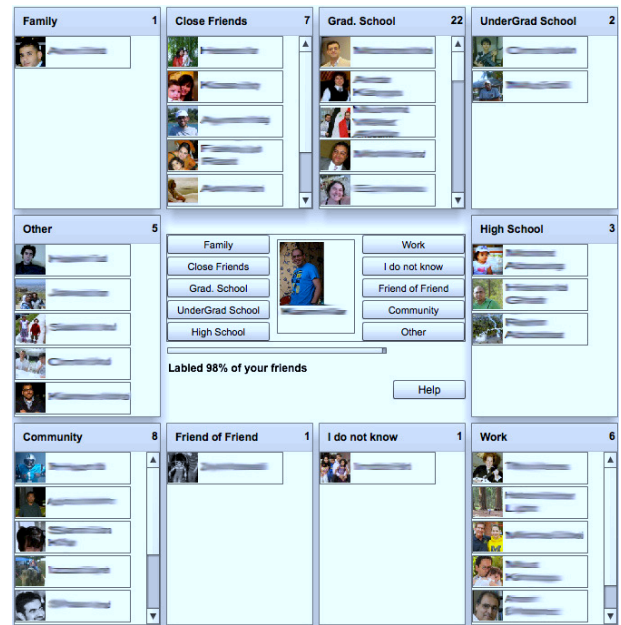 Family 1
Close Friends 7
Grad. School 22
UnderGrad School 2
Other 5
Family
Close Friends
Grad. School
UnderGrad School
High School
Work
I do not know
Friend of Friend
Community
Other
Labled 98% of your friends
Help
High School 3
Community 8
Friend of Friend 1
I do not know 1
Work 6